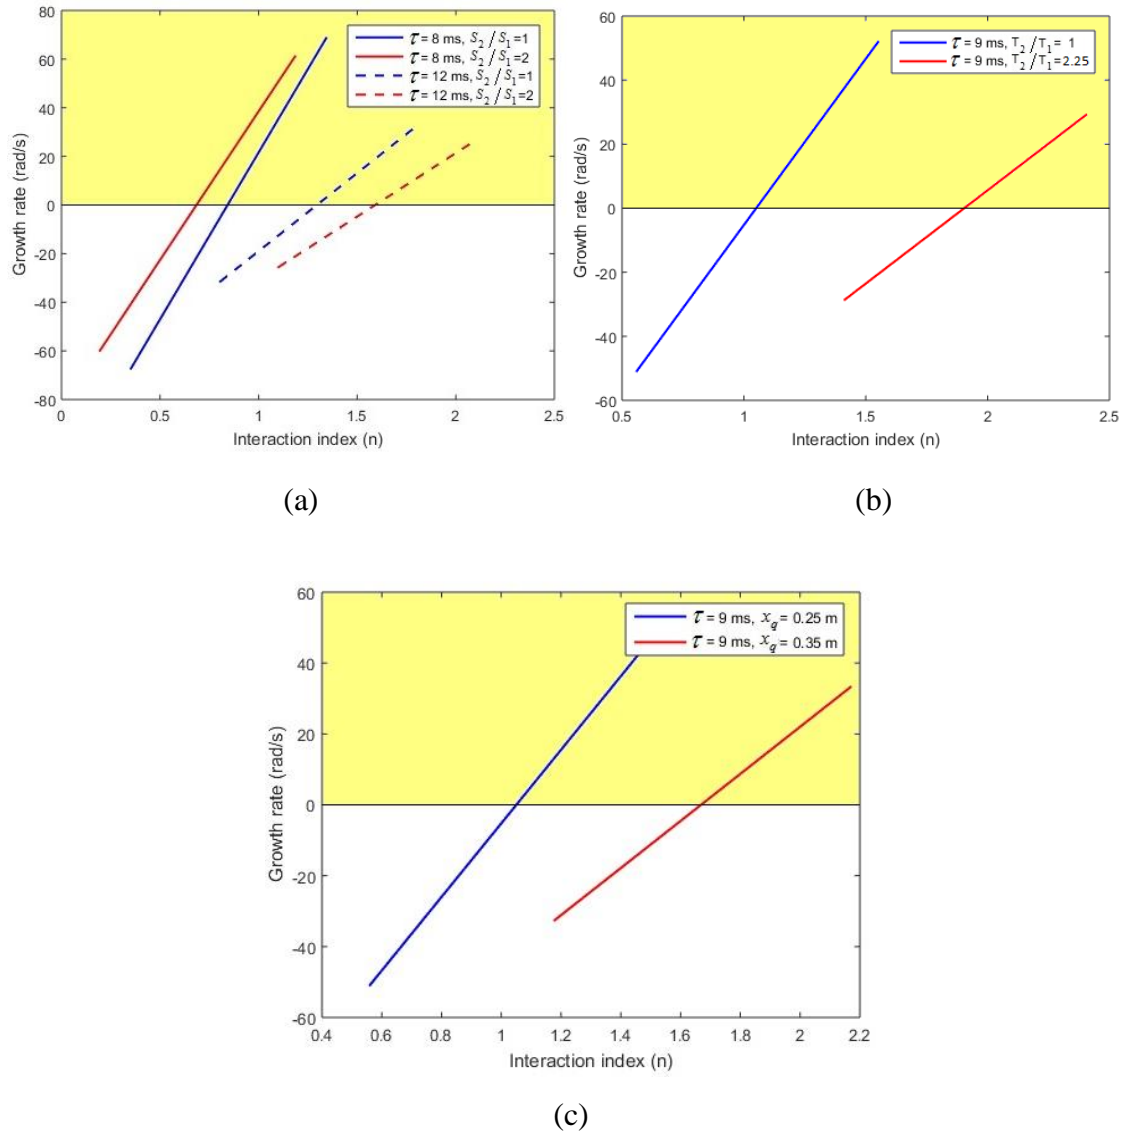 80
60
40
20
0
-20
-40
-60
-80
0
0.5
1
1.5
2
2.5
Growth rate (rad/s)
Interaction index (n)
τ = 8 ms, S2/S1=1
τ = 8 ms, S2/S1=2
τ = 12 ms, S2/S1=1
τ = 12 ms, S2/S1=2
(a)
60
40
20
0
-20
-40
-60
0.5
1
1.5
2
2.5
Growth rate (rad/s)
Interaction index (n)
τ = 9 ms, T2/T1= 1
τ = 9 ms, T2/T1=2.25
(b)
60
40
20
0
-20
-40
-60
0.4
0.6
0.8
1
1.2
1.4
1.6
1.8
2
2.2
Growth rate (rad/s)
Interaction index (n)
τ = 9 ms, xq= 0.25 m
τ = 9 ms, xq= 0.35 m
(c)